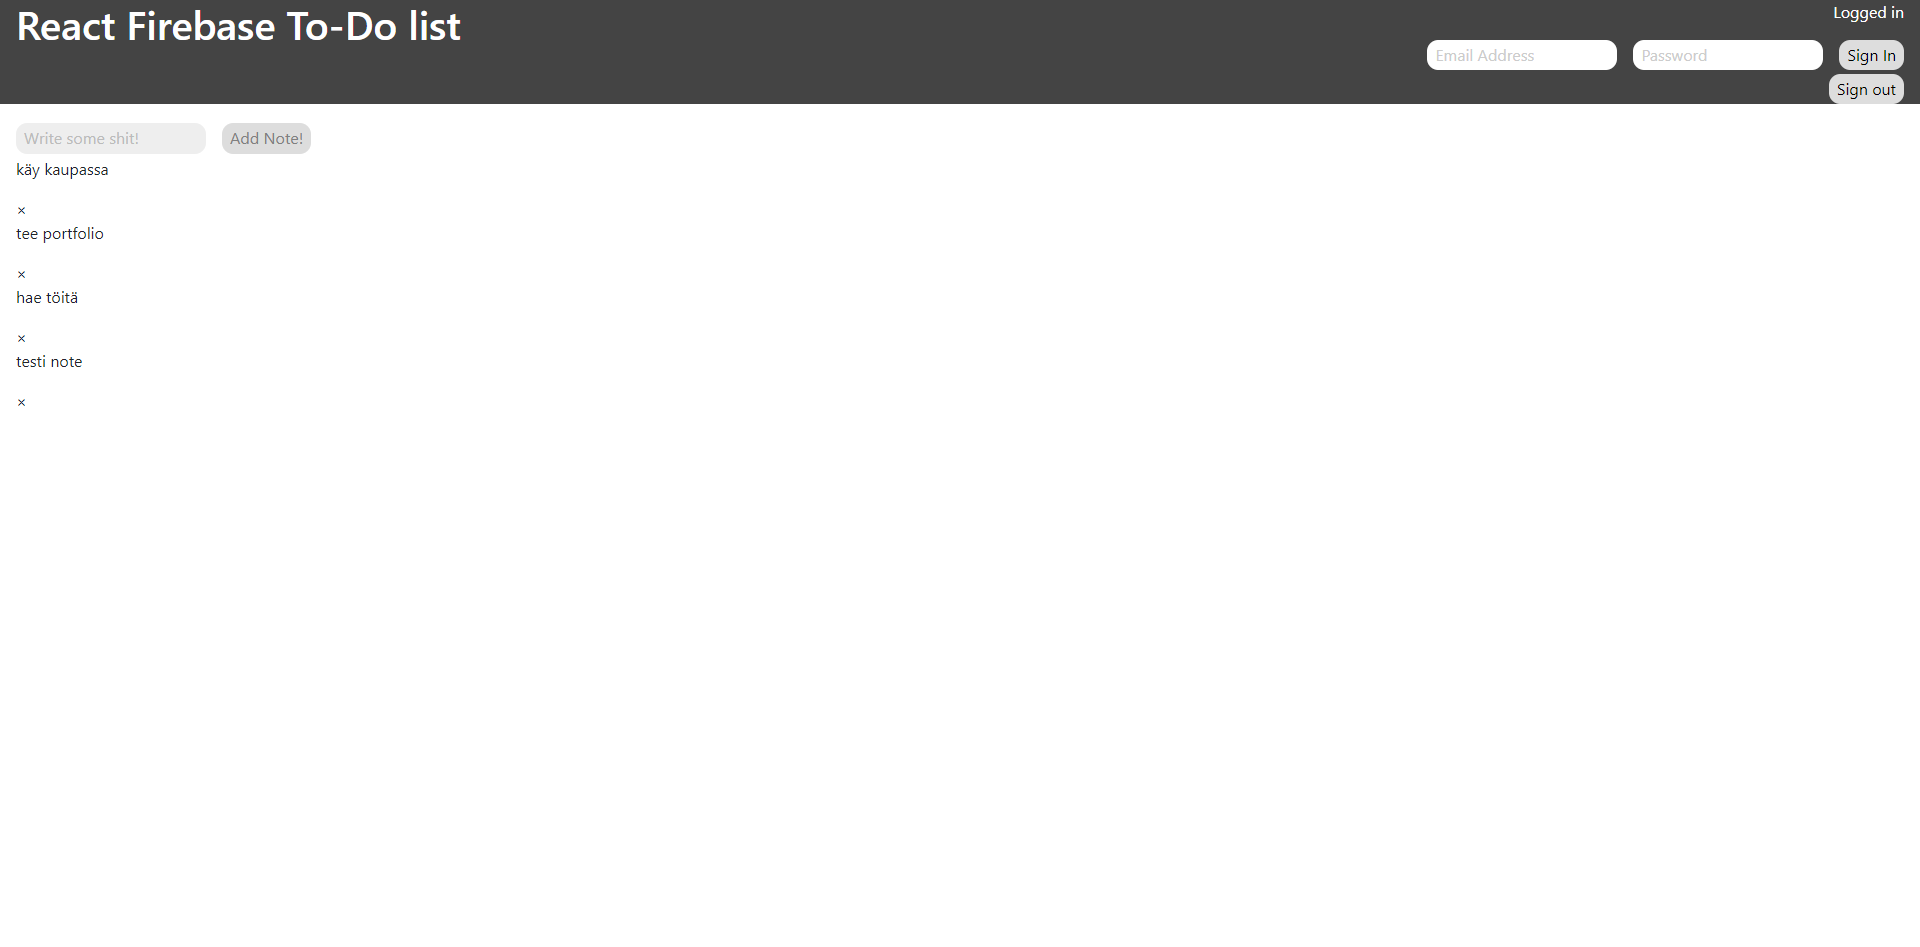 React Firebase To-Do list
Logged in
Email Address Password Sign In
Sign out
Write some shit! Add Note!
käy kaupassa
×
tee portfolio
×
hae töitä
×
testi note
×